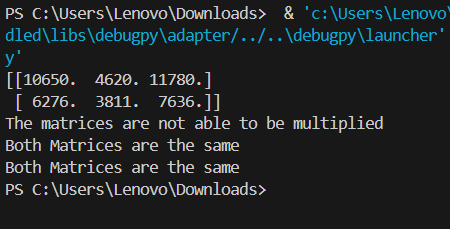 PS C:\Users\Lenovo\Downloads>  & 'c:\Users\Lenovo\
dled\libs\debugpy\adapter/../..\debugpy\launcher'
y'
[[10650.  4620. 11780.]
 [ 6276.  3811.  7636.]]
The matrices are not able to be multiplied
Both Matrices are the same
Both Matrices are the same
PS C:\Users\Lenovo\Downloads>